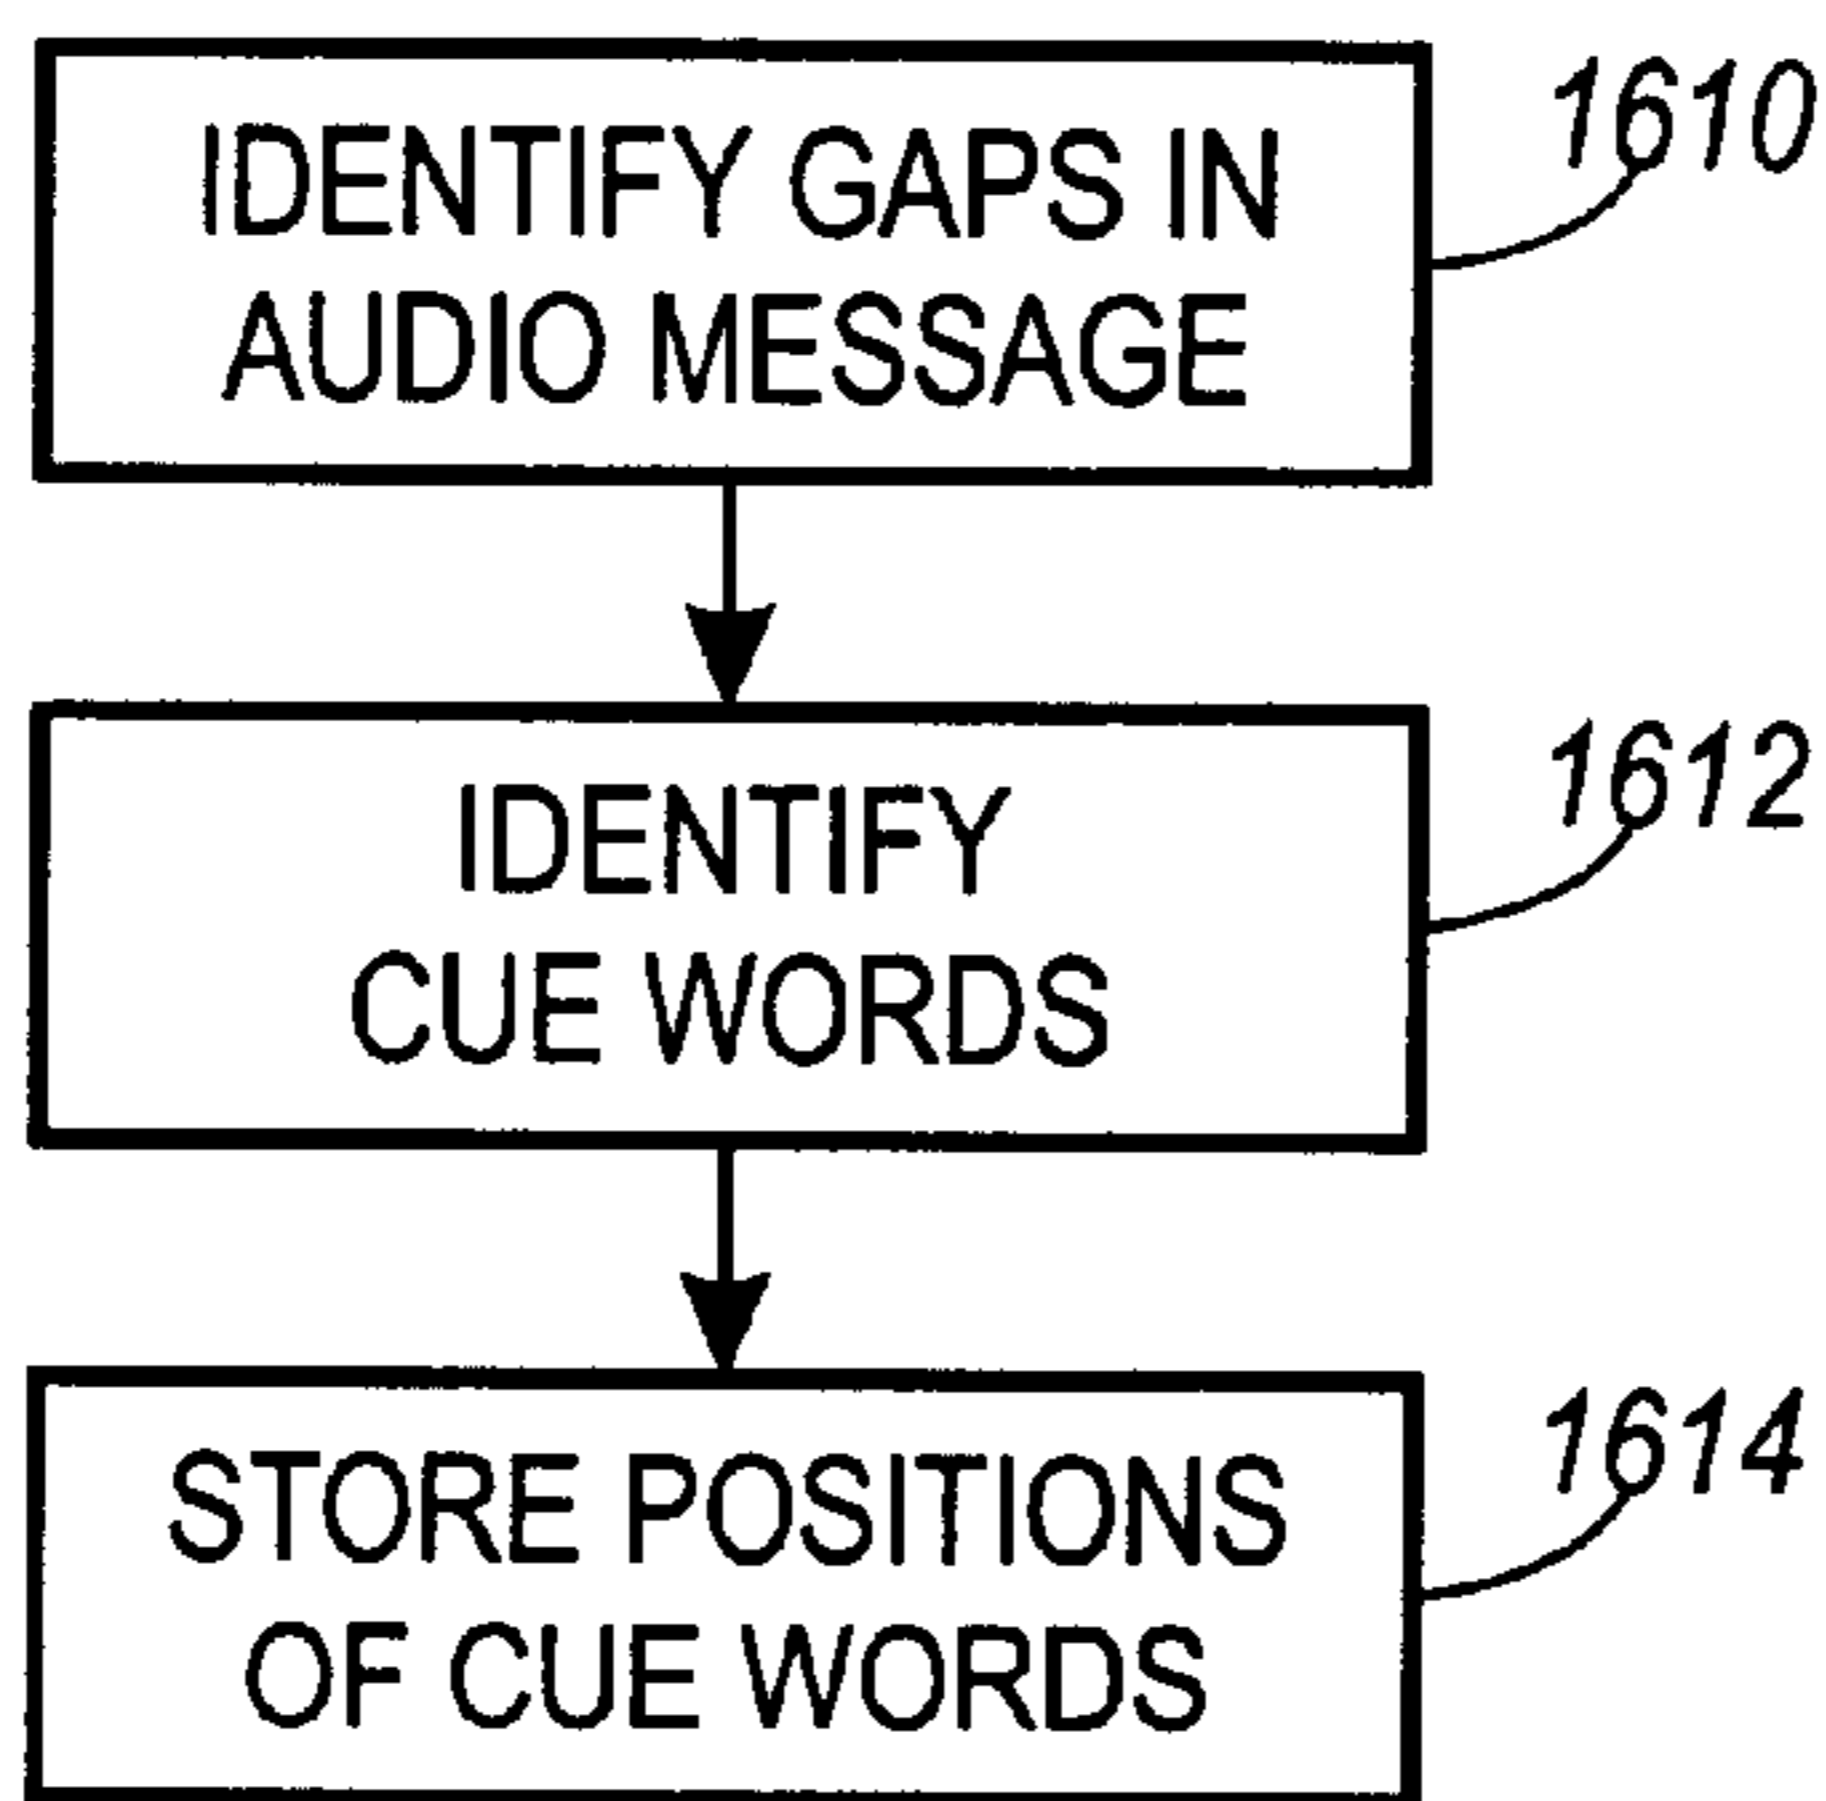 IDENTIFY GAPS IN
AUDIO MESSAGE
1610
IDENTIFY
CUE WORDS
1612
STORE POSITIONS
OF CUE WORDS
1614